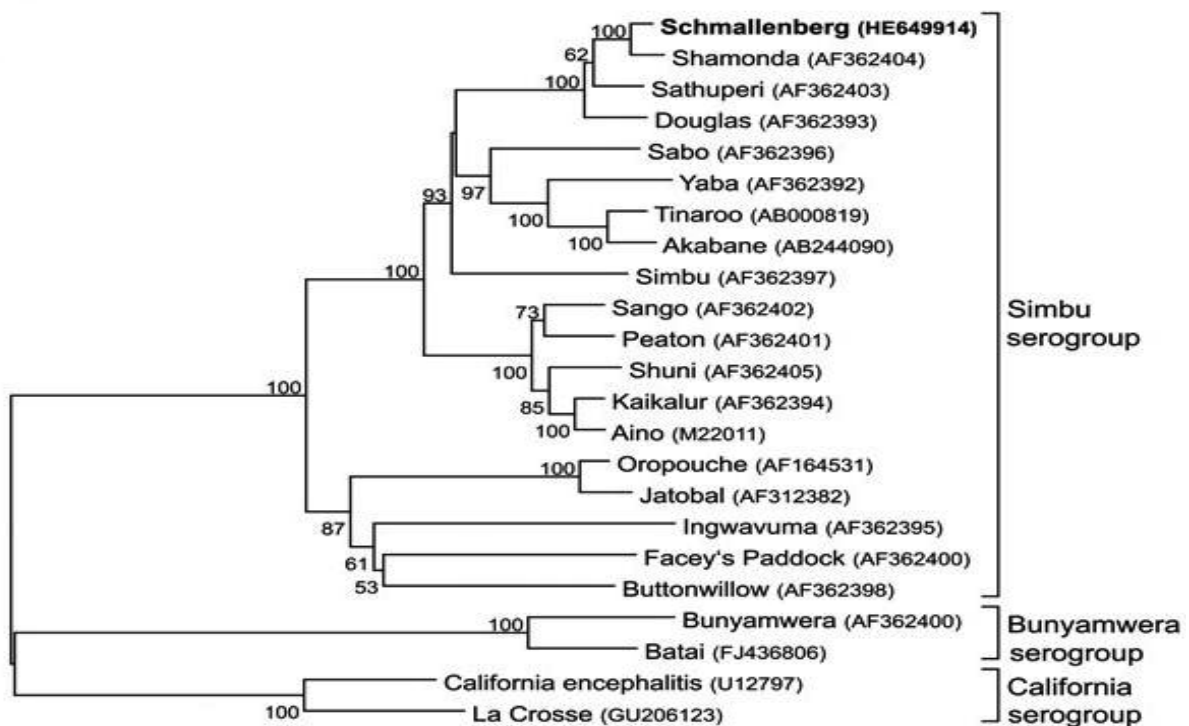 100
Schmallenberg (HE649914)
62
Shamonda (AF362404)
100
Sathuperi (AF362403)
Douglas (AF362393)
Sabo (AF362396)
93
97
Yaba (AF362392)
100
Tinaroo (AB000819)
100
Akabane (AB244090)
100
Simbu (AF362397)
73
Sango (AF362402)
Peaton (AF362401)
100
Shuni (AF362405)
85
Kaikalur (AF362394)
100
Aino (M22011)
100
100
Oropouche (AF164531)
Jatobal (AF312382)
87
Ingwavuma (AF362395)
61
Facey‘s Paddock (AF362400)
53
Buttonwillow (AF362398)
100
Bunyamwera (AF362400)
Batai (FJ436806)
California encephalitis (U12797)
100
La Crosse (GU206123)
Simbu
serogroup
Bunyamwera
serogroup
California
serogroup